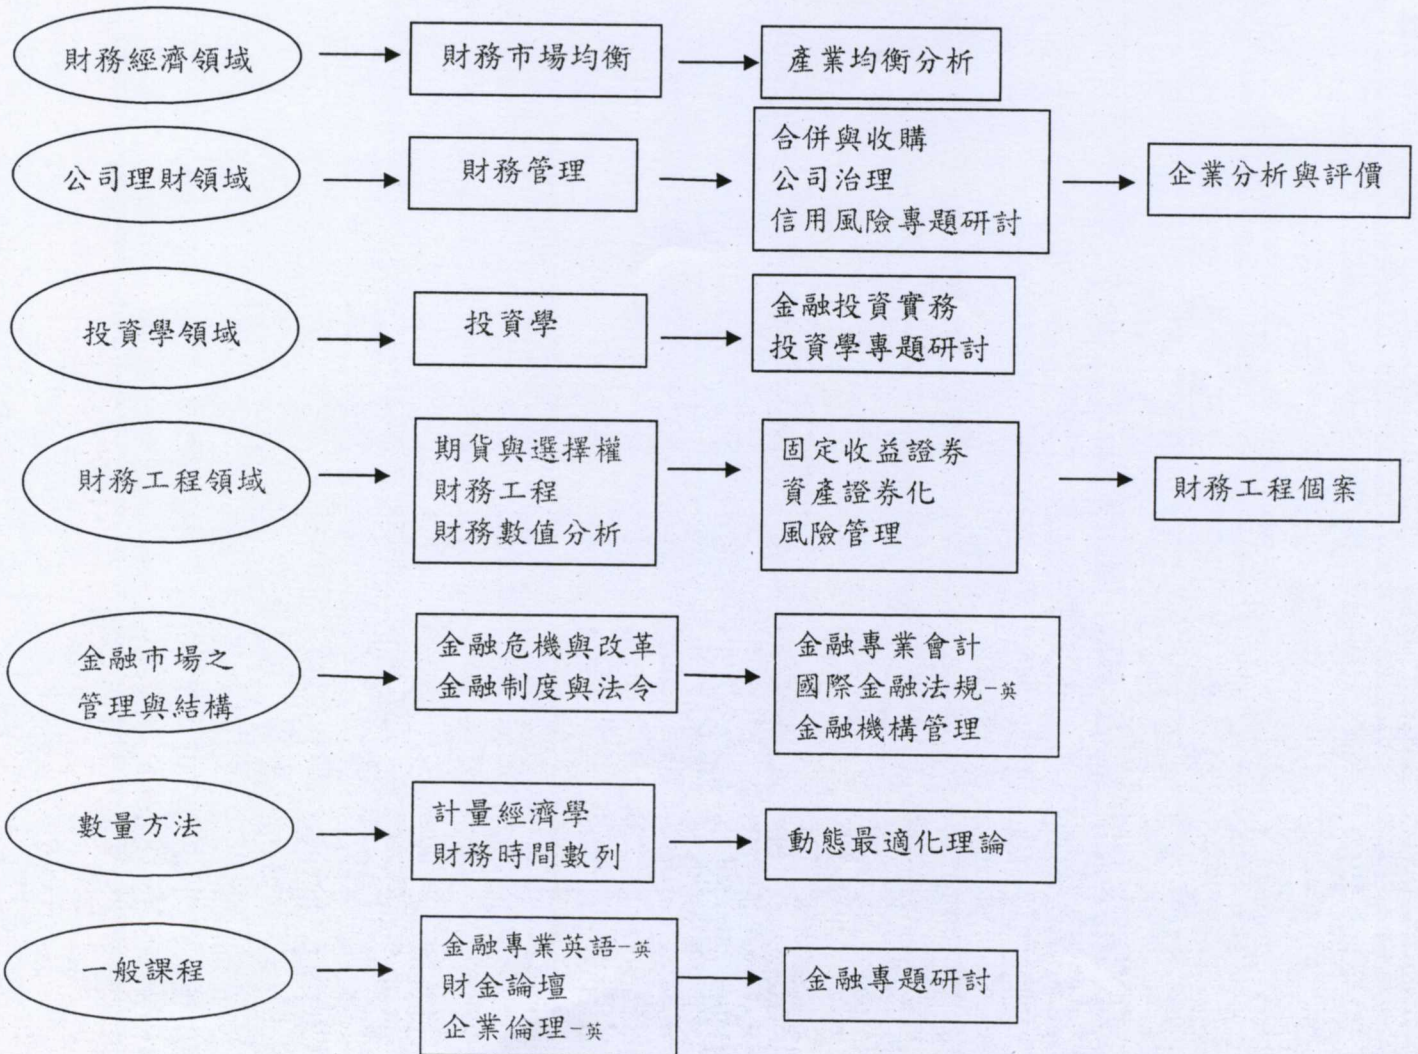 財務經濟領域
財務市場均衡
產業均衡分析
公司理財領域
財務管理
合併與收購
公司治理
信用風險專題研討
企業分析與評價
投資學領域
投資學
金融投資實務
投資學專題研討
財務工程領域
期貨與選擇權
財務工程
財務數值分析
固定收益證券
資產證券化
風險管理
財務工程個案
金融市場之
管理與結構
金融危機與改革
金融制度與法令
金融專業會計
國際金融法規-英
金融機構管理
數量方法
計量經濟學
財務時間數列
動態最適化理論
一般課程
金融專業英語-英
財金論壇
企業倫理-英
金融專題研討